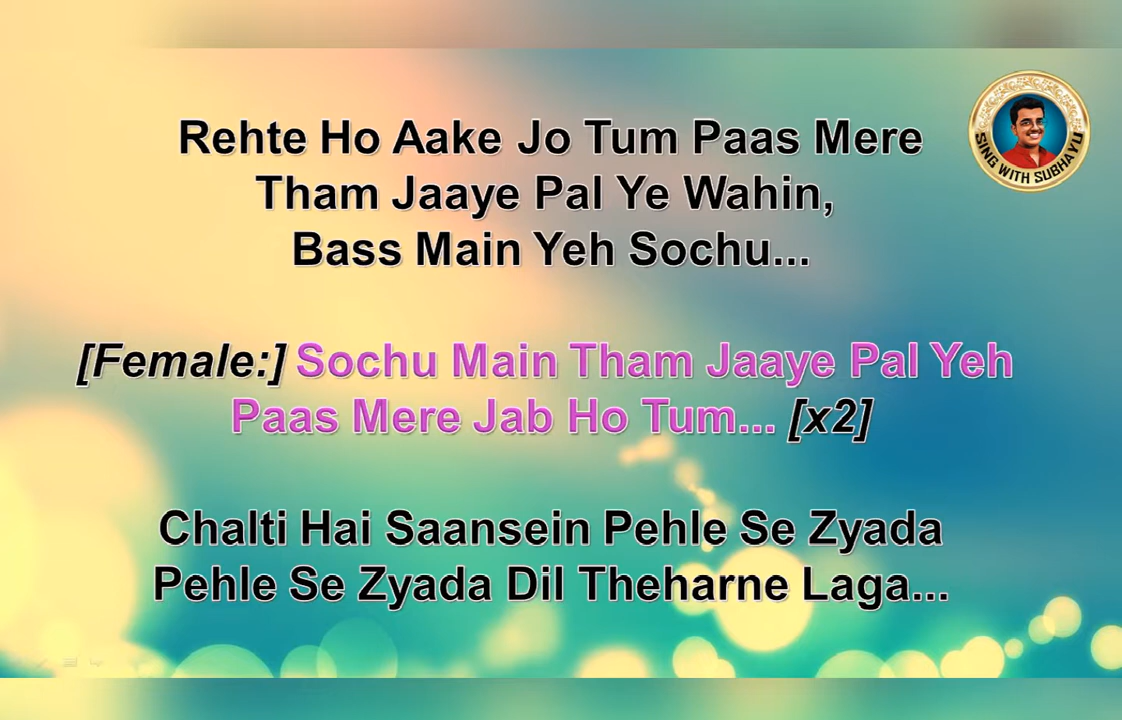 Rehte Ho Aake Jo Tum Paas Mere
Tham Jaaye Pal Ye Wahin,
Bass Main Yeh Sochu...
[Female:] Sochu Main Tham Jaaye Pal Yeh
Paas Mere Jab Ho Tum... [x2]
Chalti Hai Saansein Pehle Se Zyada
Pehle Se Zyada Dil Theharne Laga...
SING WITH SUBHAYU